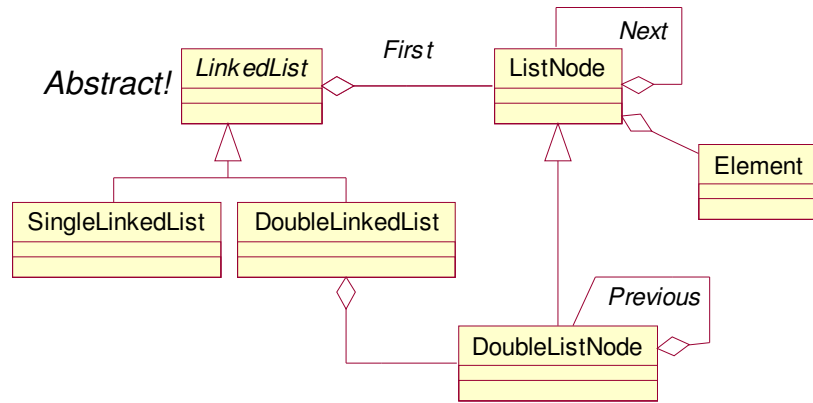 Next
First
LinkedList
ListNode
Abstract!
Element
SingleLinkedList
DoubleLinkedList
Previous
DoubleListNode